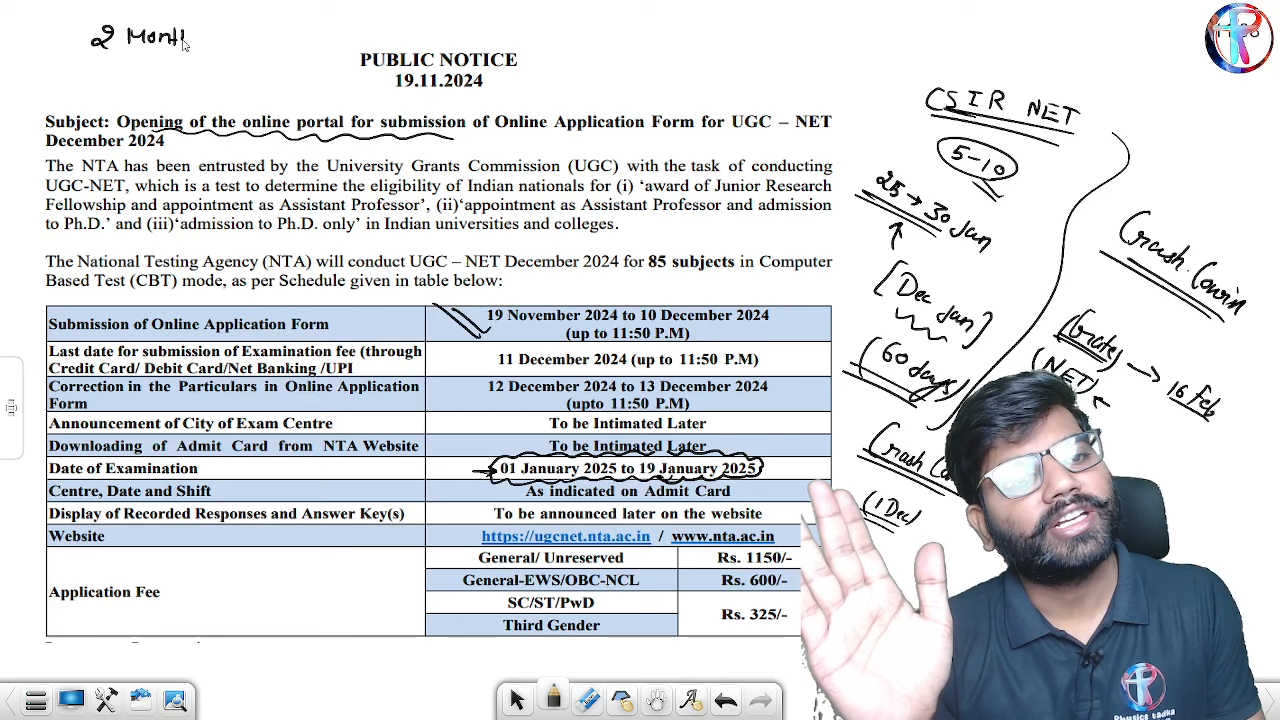 2 Month
PUBLIC NOTICE
19.11.2024
Subject: Opening of the online portal for submission of Online Application Form for UGC – NET
December 2024
The NTA has been entrusted by the University Grants Commission (UGC) with the task of conducting
UGC-NET, which is a test to determine the eligibility of Indian nationals for (i) ‘award of Junior Research
Fellowship and appointment as Assistant Professor’, (ii)‘appointment as Assistant Professor and admission
to Ph.D.’ and (iii)‘admission to Ph.D. only’ in Indian universities and colleges.
The National Testing Agency (NTA) will conduct UGC – NET December 2024 for 85 subjects in Computer
Based Test (CBT) mode, as per Schedule given in table below:
Submission of Online Application Form
19 November 2024 to 10 December 2024
(up to 11:50 P.M)
Last date for submission of Examination fee (through
Credit Card/ Debit Card/Net Banking /UPI
11 December 2024 (up to 11:50 P.M)
Correction in the Particulars in Online Application
Form
12 December 2024 to 13 December 2024
(upto 11:50 P.M)
Announcement of City of Exam Centre
To be Intimated Later
Downloading of Admit Card from NTA Website
To be Intimated Later
Date of Examination
01 January 2025 to 19 January 2025
Centre, Date and Shift
As indicated on Admit Card
Display of Recorded Responses and Answer Key(s)
To be announced later on the website
Website
https://ugcnet.nta.ac.in / www.nta.ac.in
Application Fee
General/ Unreserved
Rs. 1150/-
General-EWS/OBC-NCL
Rs. 600/-
SC/ST/PwD
Third Gender
Rs. 325/-
CSIR NET
5-10
25 → 30 Jan
[Dec Jan]
(60 days)
Crash
(1 Dec)
Crash
(Gate) → 16 Feb
(NET)
Physics tadka